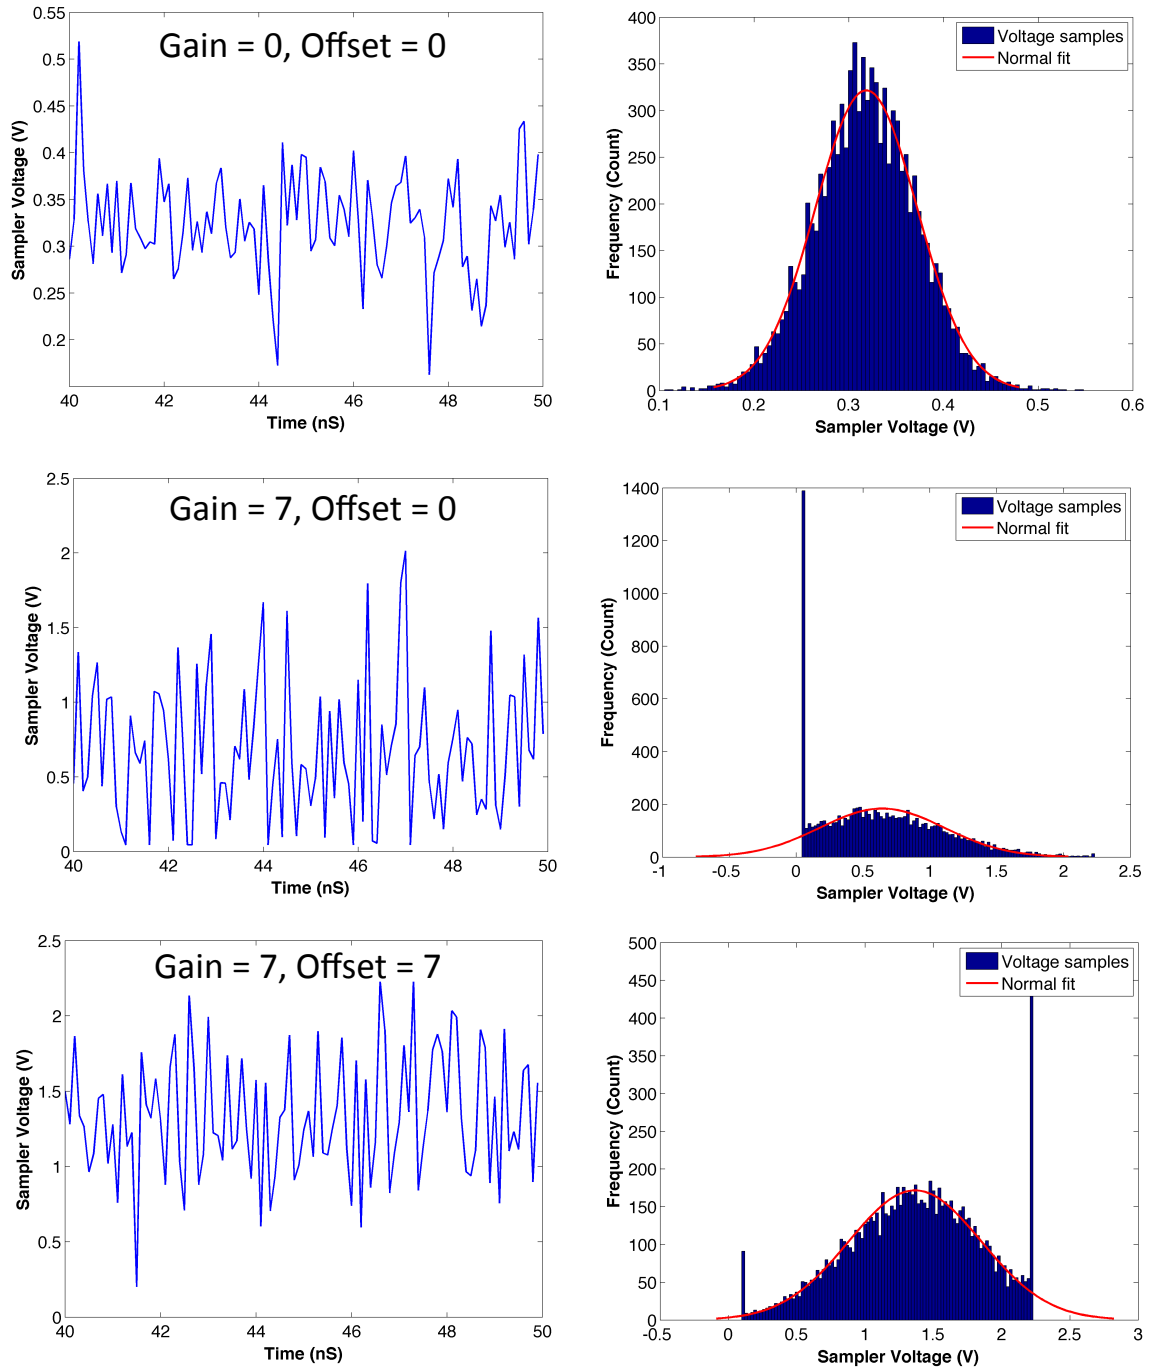 Gain = 0, Offset = 0
0.55
0.5
0.45
0.4
0.35
0.3
0.25
0.2
40 42 44 46 48 50
Time (nS)
Sampler Voltage (V)
Voltage samples
Normal fit
400
350
300
250
200
150
100
50
0
0.1 0.2 0.3 0.4 0.5 0.6
Sampler Voltage (V)
Frequency (Count)
Gain = 7, Offset = 0
2.5
2
1.5
1
0.5
0
40 42 44 46 48 50
Time (nS)
Sampler Voltage (V)
Voltage samples
Normal fit
1400
1200
1000
800
600
400
200
0
-1 -0.5 0 0.5 1 1.5 2 2.5
Sampler Voltage (V)
Frequency (Count)
Gain = 7, Offset = 7
2.5
2
1.5
1
0.5
0
40 42 44 46 48 50
Time (nS)
Sampler Voltage (V)
Voltage samples
Normal fit
500
450
400
350
300
250
200
150
100
50
0
-0.5 0 0.5 1 1.5 2 2.5 3
Sampler Voltage (V)
Frequency (Count)